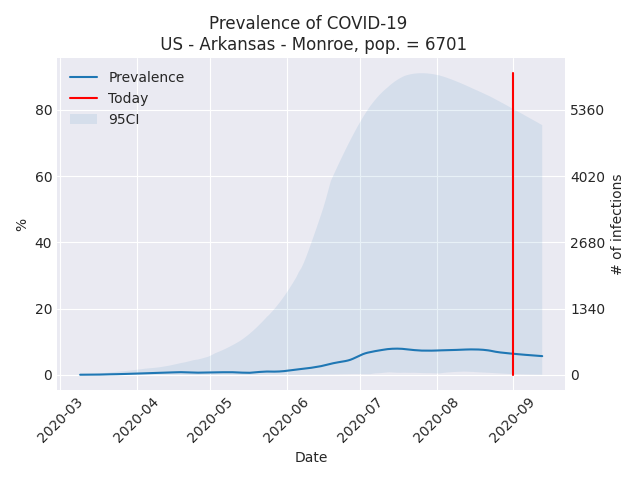 Prevalence of COVID-19
US - Arkansas - Monroe, pop. = 6701
Prevalence
Today
95CI
80
60
40
20
0
%
5360
4020
2680
1340
0
# of infections
2020-03
2020-04
2020-05
2020-06
2020-07
2020-08
2020-09
Date